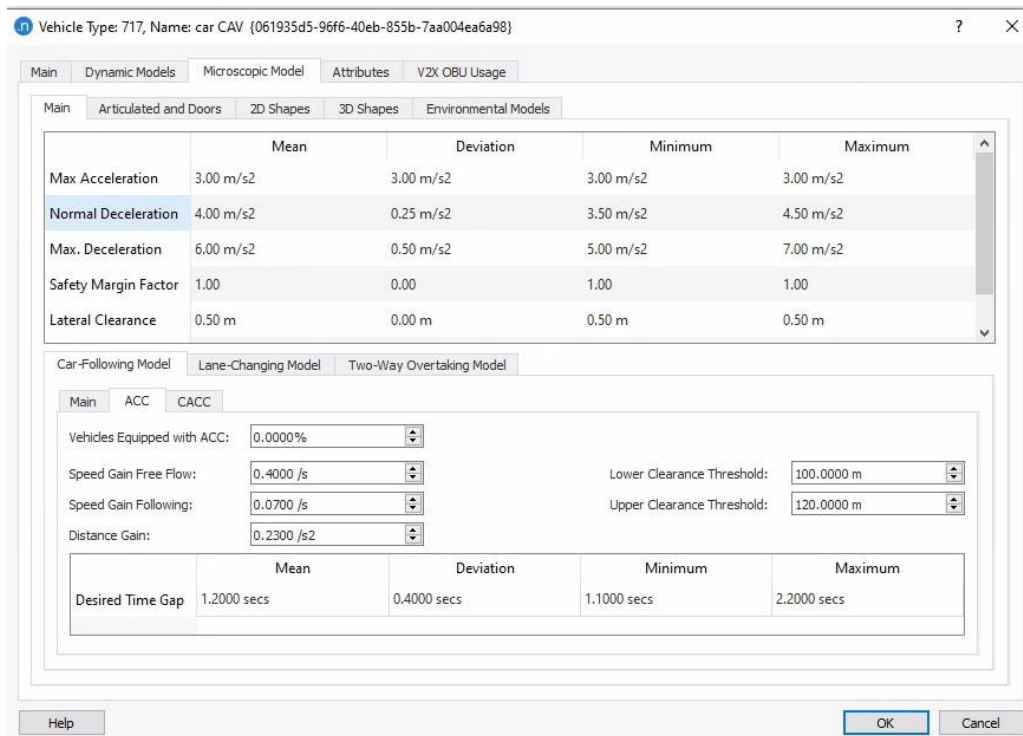 Vehicle Type: 717, Name: car CAV {061935d5-96f6-40eb-855b-7aa004ea6a98} ? ✕
Main Dynamic Models Microscopic Model Attributes V2X OBU Usage
Main Articulated and Doors 2D Shapes 3D Shapes Environmental Models
Mean Deviation Minimum Maximum
Max Acceleration 3.00 m/s2 3.00 m/s2 3.00 m/s2 3.00 m/s2
Normal Deceleration 4.00 m/s2 0.25 m/s2 3.50 m/s2 4.50 m/s2
Max. Deceleration 6.00 m/s2 0.50 m/s2 5.00 m/s2 7.00 m/s2
Safety Margin Factor 1.00 0.00 1.00 1.00
Lateral Clearance 0.50 m 0.00 m 0.50 m 0.50 m
Car-Following Model Lane-Changing Model Two-Way Overtaking Model
Main ACC CACC
Vehicles Equipped with ACC: 0.0000%
Speed Gain Free Flow: 0.4000 /s Lower Clearance Threshold: 100.0000 m
Speed Gain Following: 0.0700 /s Upper Clearance Threshold: 120.0000 m
Distance Gain: 0.2300 /s2
Mean Deviation Minimum Maximum
Desired Time Gap 1.2000 secs 0.4000 secs 1.1000 secs 2.2000 secs
Help OK Cancel